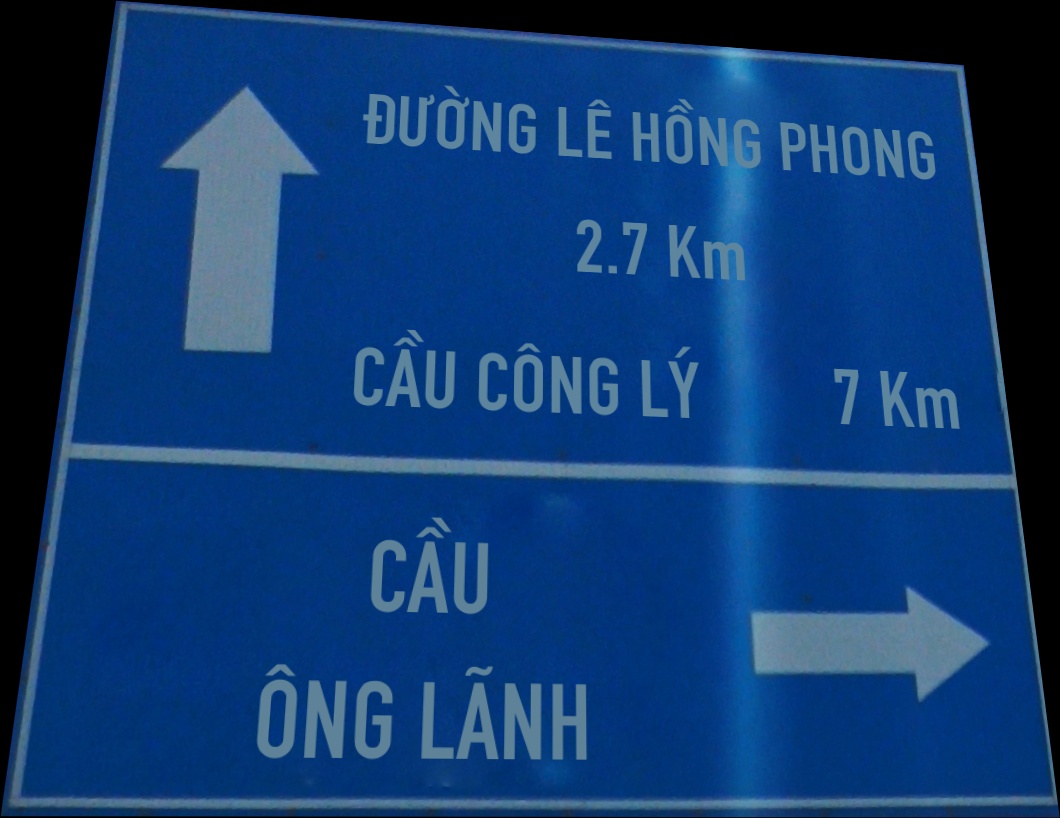 ĐƯỜNG LÊ HỒNG PHONG
2.7 Km
CẦU CÔNG LÝ 7 Km
CẦU
ÔNG LÃNH